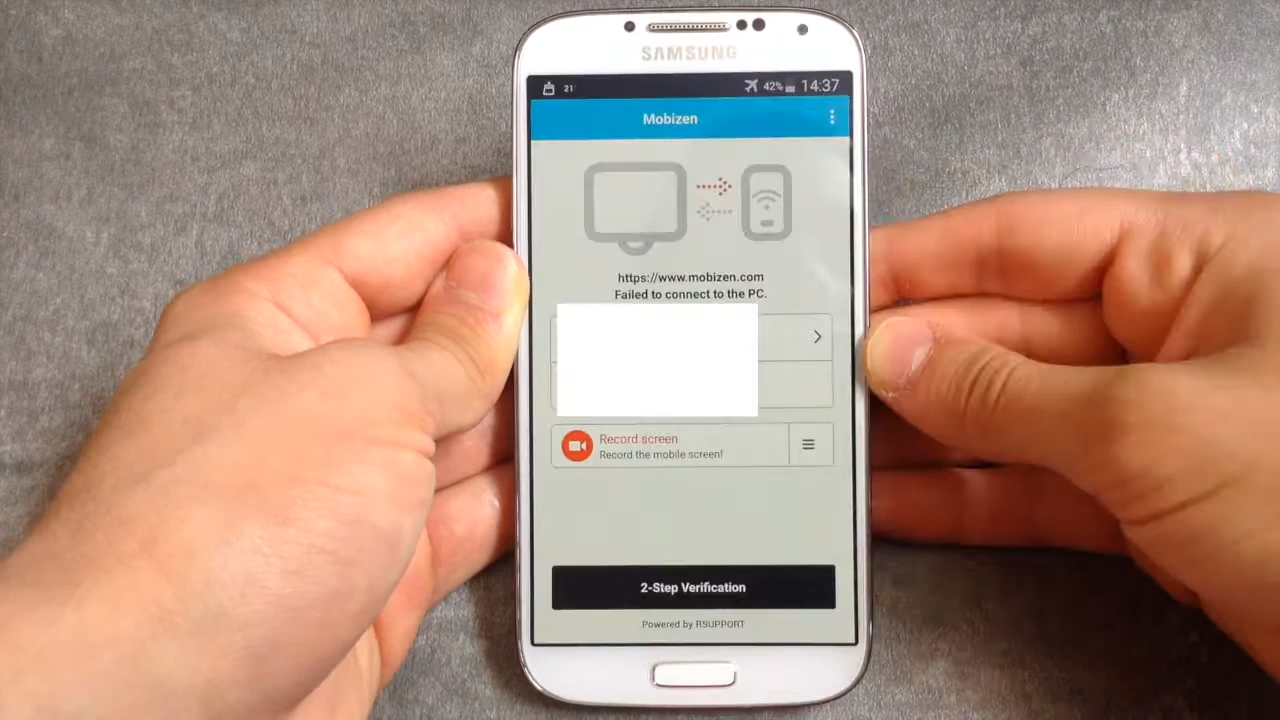 SAMSUNG
21°
42%
14:37
Mobizen
https://www.mobizen.com
Failed to connect to the PC.
Record screen
Record the mobile screen!
2-Step Verification
Powered by RSUPPORT